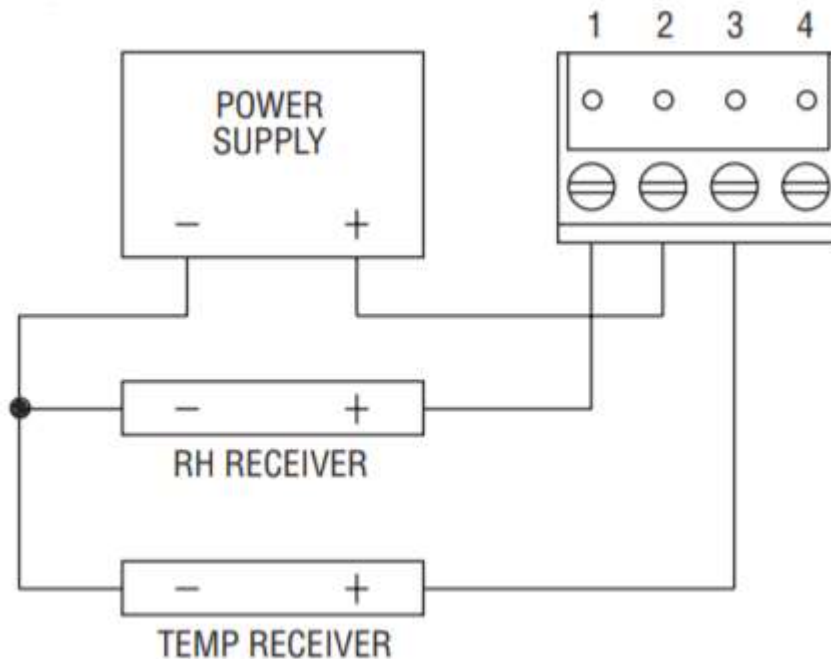 1 2 3 4
POWER
SUPPLY
− +
− +
RH RECEIVER
− +
TEMP RECEIVER